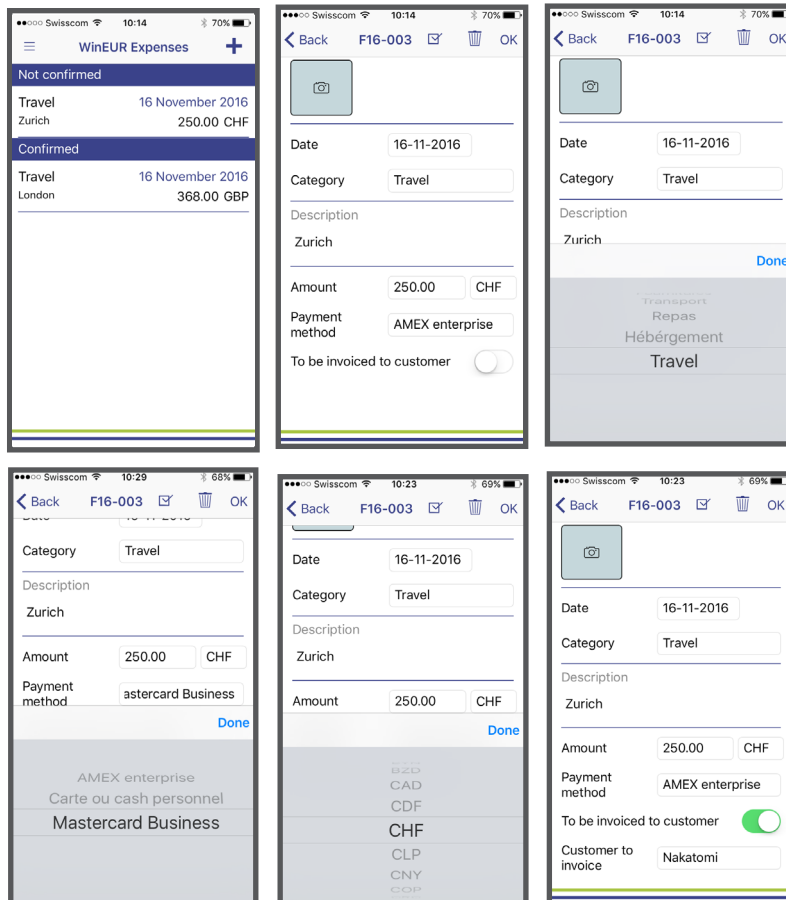 Swisscom 10:14 70%
WinEUR Expenses +
Not confirmed
Travel 16 November 2016
Zurich 250.00 CHF
Confirmed
Travel 16 November 2016
London 368.00 GBP
Swisscom 10:14 70%
Back F16-003 OK
Date 16-11-2016
Category Travel
Description
Zurich
Amount 250.00 CHF
Payment
method AMEX enterprise
To be invoiced to customer
Swisscom 10:14 70%
Back F16-003 OK
Date 16-11-2016
Category Travel
Description
Zurich
Done
Transport
Repas
Hébérgement
Travel
Swisscom 10:29 68%
Back F16-003 OK
Category Travel
Description
Zurich
Amount 250.00 CHF
Payment
method astercard Business
Done
AMEX enterprise
Carte ou cash personnel
Mastercard Business
Swisscom 10:23 69%
Back F16-003 OK
Date 16-11-2016
Category Travel
Description
Zurich
Amount 250.00 CHF
Done
BZD
CAD
CDF
CHF
CLP
CNY
COP
Swisscom 10:23 69%
Back F16-003 OK
Date 16-11-2016
Category Travel
Description
Zurich
Amount 250.00 CHF
Payment
method AMEX enterprise
To be invoiced to customer
Customer to
invoice Nakatomi